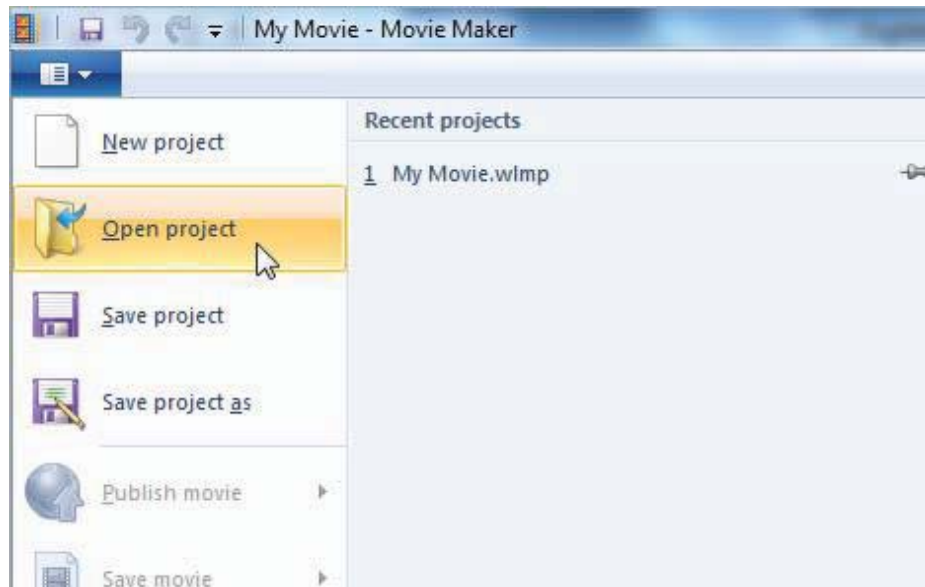 My Movie - Movie Maker
New project
Open project
Save project
Save project as
Publish movie
Save movie
Recent projects
1 My Movie.wlmp